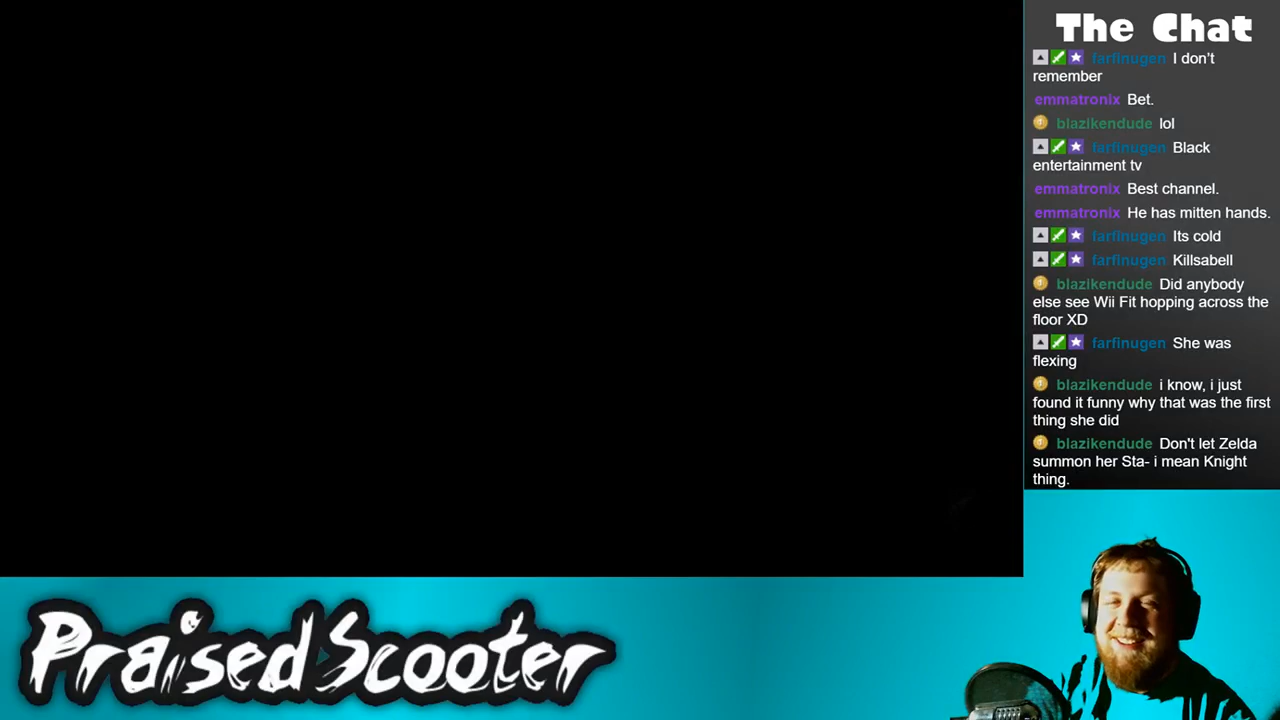 The Chat
farfinugen I don't
remember
emmatronix Bet.
blazikendude lol
farfinugen Black
entertainment tv
emmatronix Best channel.
emmatronix He has mitten hands.
farfinugen Its cold
farfinugen Killsabell
blazikendude Did anybody
else see Wii Fit hopping across the
floor XD
farfinugen She was
flexing
blazikendude i know, i just
found it funny why that was the first
thing she did
blazikendude Don't let Zelda
summon her Sta- i mean Knight
thing.
PraisedScooter